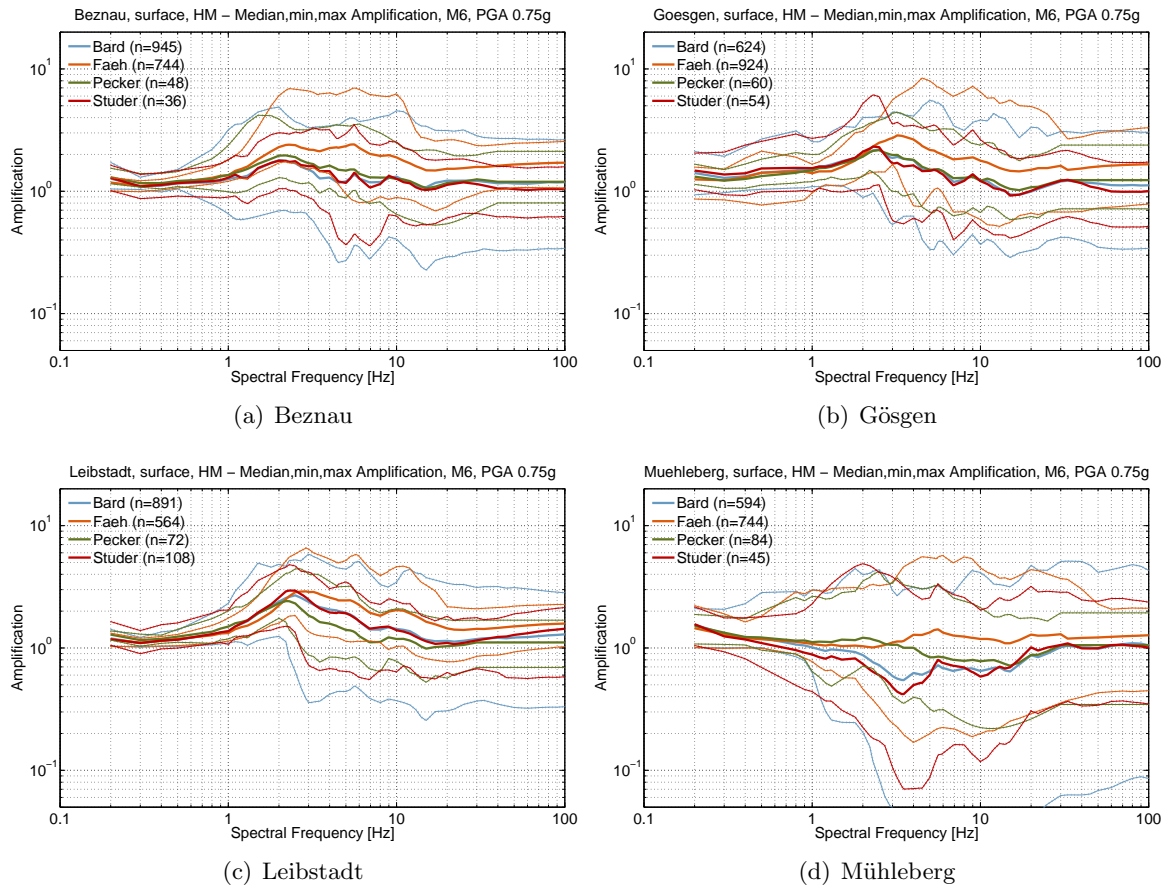 Beznau, surface, HM − Median,min,max Amplification, M6, PGA 0.75g
Bard (n=945)
Faeh (n=744)
Pecker (n=48)
Studer (n=36)
10^1
10^0
10^−1
Amplification
0.1 1 10 100
Spectral Frequency [Hz]
(a) Beznau
Goesgen, surface, HM − Median,min,max Amplification, M6, PGA 0.75g
Bard (n=624)
Faeh (n=924)
Pecker (n=60)
Studer (n=54)
10^1
10^0
10^−1
Amplification
0.1 1 10 100
Spectral Frequency [Hz]
(b) Gösgen
Leibstadt, surface, HM − Median,min,max Amplification, M6, PGA 0.75g
Bard (n=891)
Faeh (n=564)
Pecker (n=72)
Studer (n=108)
10^1
10^0
10^−1
Amplification
0.1 1 10 100
Spectral Frequency [Hz]
(c) Leibstadt
Muehleberg, surface, HM − Median,min,max Amplification, M6, PGA 0.75g
Bard (n=594)
Faeh (n=744)
Pecker (n=84)
Studer (n=45)
10^1
10^0
10^−1
Amplification
0.1 1 10 100
Spectral Frequency [Hz]
(d) Mühleberg